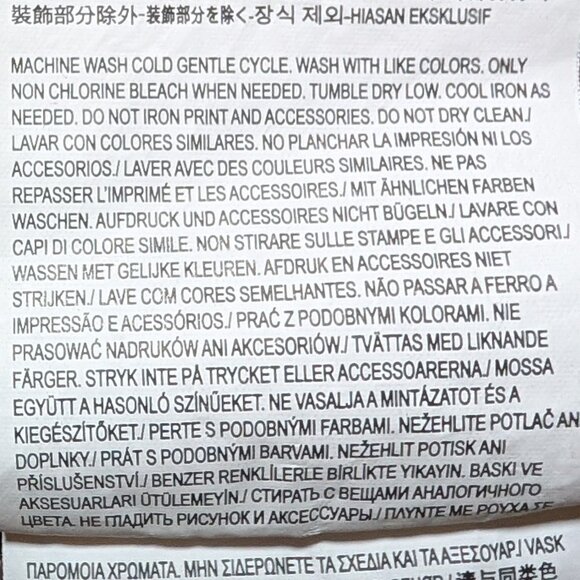 裝飾部分除外-装飾部分を除く-장식 제외-HIASAN EKSKLUSIF
MACHINE WASH COLD GENTLE CYCLE. WASH WITH LIKE COLORS. ONLY
NON CHLORINE BLEACH WHEN NEEDED. TUMBLE DRY LOW. COOL IRON AS
NEEDED. DO NOT IRON PRINT AND ACCESSORIES. DO NOT DRY CLEAN./
LAVAR CON COLORES SIMILARES. NO PLANCHAR LA IMPRESIÓN NI LOS
ACCESORIOS./ LAVER AVEC DES COULEURS SIMILAIRES. NE PAS
REPASSER L'IMPRIMÉ ET LES ACCESSOIRES./ MIT ÄHNLICHEN FARBEN
WASCHEN. AUFDRUCK UND ACCESSOIRES NICHT BÜGELN./ LAVARE CON
CAPI DI COLORE SIMILE. NON STIRARE SULLE STAMPE E GLI ACCESSORI./
WASSEN MET GELIJKE KLEUREN. AFDRUK EN ACCESSOIRES NIET
STRIJKEN./ LAVE COM CORES SEMELHANTES. NÃO PASSAR A FERRO A
IMPRESSÃO E ACESSÓRIOS./ PRAĆ Z PODOBNYMI KOLORAMI. NIE
PRASOWAĆ NADRUKÓW ANI AKCESORIÓW./ TVÄTTAS MED LIKNANDE
FÄRGER. STRYK INTE PÅ TRYCKET ELLER ACCESSOARERNA./ MOSSA
EGYÜTT A HASONLÓ SZÍNŰEKET. NE VASALJA A MINTÁZATOT ÉS A
KIEGÉSZÍTŐKET./ PERTE S PODOBNÝMI FARBAMI. NEŽEHLITE POTLAČ ANI
DOPLNKY./ PRÁT S PODOBNÝMI BARVAMI. NEŽEHLIT POTISK ANI
PŘÍSLUŠENSTVÍ./ BENZER RENKLİLERLE BİRLİKTE YIKAYIN. BASKI VE
AKSESUARLARI ÜTÜLEMEYİN./ СТИРАТЬ С ВЕЩАМИ АНАЛОГИЧНОГО
ЦВЕТА. НЕ ГЛАДИТЬ РИСУНОК И АКСЕССУАРЫ./ ΠΛΥΝΤΕ ΜΕ ΡΟΥΧΑ ΣΕ
ΠΑΡΟΜΟΙΑ ΧΡΩΜΑΤΑ. ΜΗΝ ΣΙΔΕΡΩΝΕΤΕ ΤΑ ΣΧΕΔΙΑ ΚΑΙ ΤΑ ΑΞΕΣΟΥΑΡ./ VASK
請与同类色